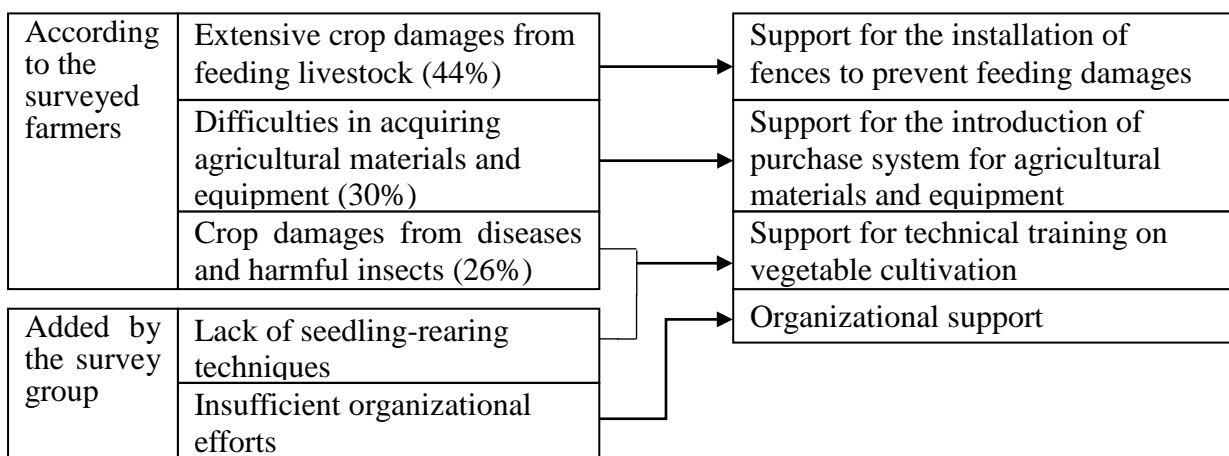 According
to the
surveyed
farmers
Extensive crop damages from
feeding livestock (44%)
Difficulties in acquiring
agricultural materials and
equipment (30%)
Crop damages from diseases
and harmful insects (26%)
Added by
the survey
group
Lack of seedling-rearing
techniques
Insufficient organizational
efforts
Support for the installation of
fences to prevent feeding damages
Support for the introduction of
purchase system for agricultural
materials and equipment
Support for technical training on
vegetable cultivation
Organizational support